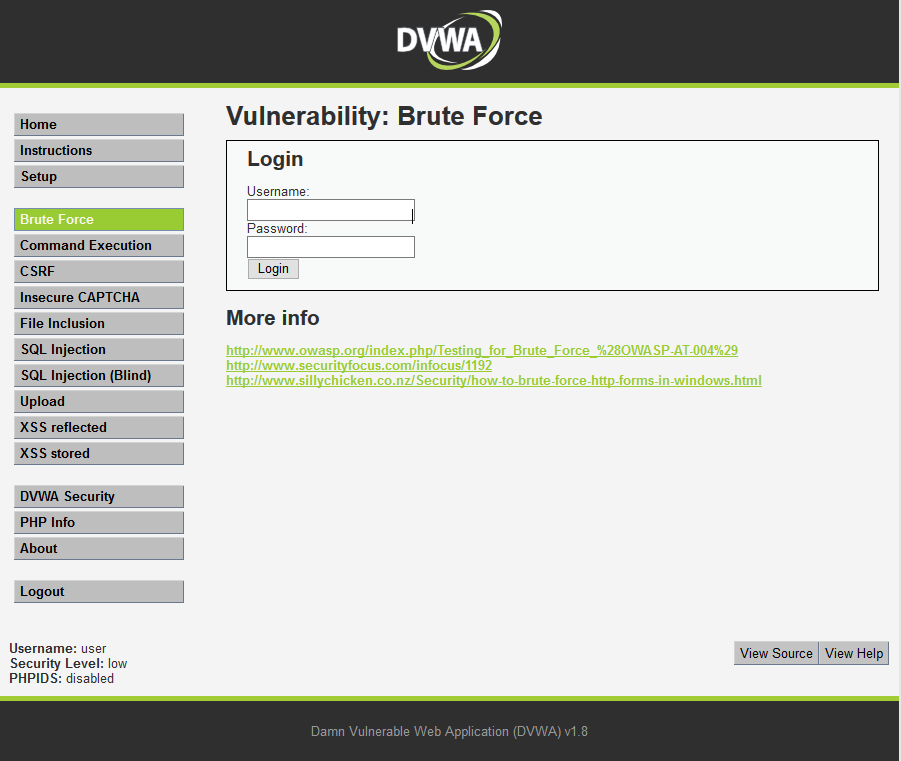 DVWA
Home
Instructions
Setup
Brute Force
Command Execution
CSRF
Insecure CAPTCHA
File Inclusion
SQL Injection
SQL Injection (Blind)
Upload
XSS reflected
XSS stored
DVWA Security
PHP Info
About
Logout
Vulnerability: Brute Force
Login
Username:
Password:
Login
More info
http://www.owasp.org/index.php/Testing_for_Brute_Force_%28OWASP-AT-004%29
http://www.securityfocus.com/infocus/1192
http://www.sillychicken.co.nz/Security/how-to-brute-force-http-forms-in-windows.html
Username: user
Security Level: low
PHPIDS: disabled
View Source View Help
Damn Vulnerable Web Application (DVWA) v1.8